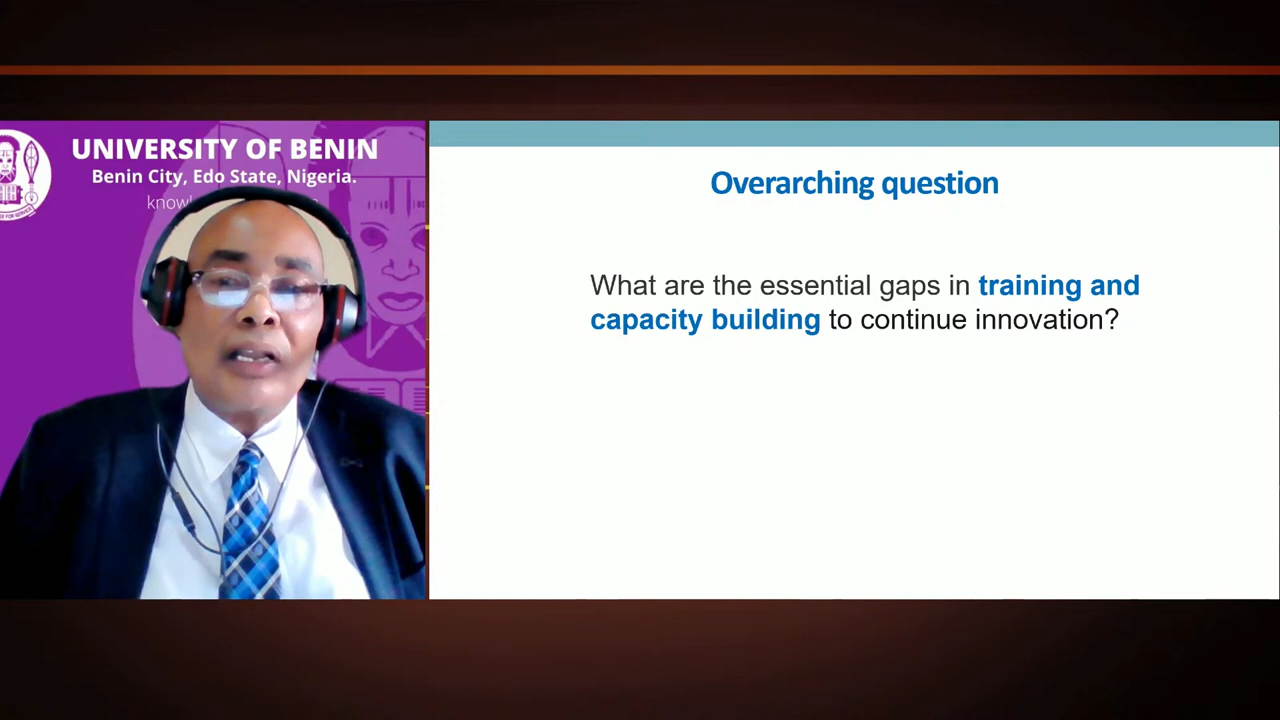 UNIVERSITY OF BENIN
Benin City, Edo State, Nigeria.
Overarching question
What are the essential gaps in training and
capacity building to continue innovation?